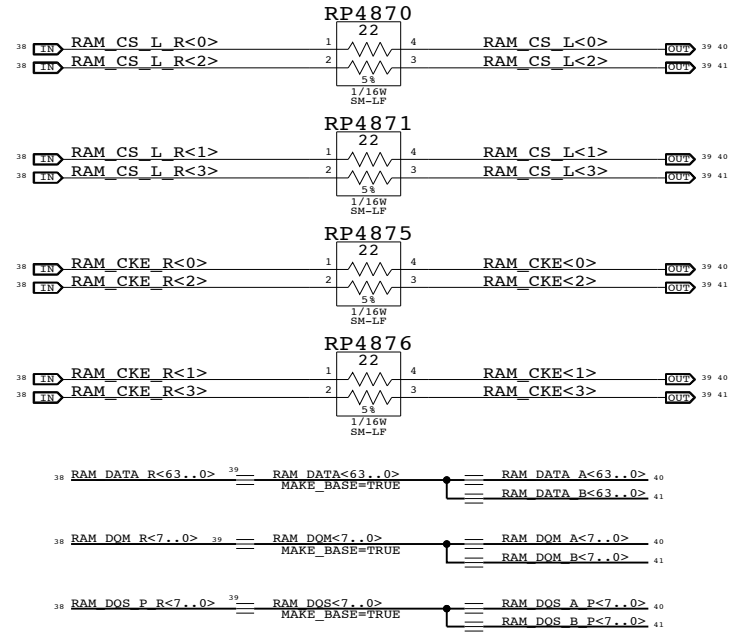 RP4870
22
38 IN RAM_CS_L_R<0> 1 4 RAM_CS_L<0> OUT 39 40
38 IN RAM_CS_L_R<2> 2 3 RAM_CS_L<2> OUT 39 41
5%
1/16W
SM-LF
RP4871
22
38 IN RAM_CS_L_R<1> 1 4 RAM_CS_L<1> OUT 39 40
38 IN RAM_CS_L_R<3> 2 3 RAM_CS_L<3> OUT 39 41
5%
1/16W
SM-LF
RP4875
22
38 IN RAM_CKE_R<0> 1 4 RAM_CKE<0> OUT 39 40
38 IN RAM_CKE_R<2> 2 3 RAM_CKE<2> OUT 39 41
5%
1/16W
SM-LF
RP4876
22
38 IN RAM_CKE_R<1> 1 4 RAM_CKE<1> OUT 39 40
38 IN RAM_CKE_R<3> 2 3 RAM_CKE<3> OUT 39 41
5%
1/16W
SM-LF
38 RAM_DATA_R<63..0> 39 RAM_DATA<63..0> RAM_DATA_A<63..0> 40
MAKE_BASE=TRUE RAM_DATA_B<63..0> 41
38 RAM_DQM_R<7..0> 39 RAM_DQM<7..0> RAM_DQM_A<7..0> 40
MAKE_BASE=TRUE RAM_DQM_B<7..0> 41
38 RAM_DQS_P_R<7..0> 39 RAM_DQS<7..0> RAM_DQS_A_P<7..0> 40
MAKE_BASE=TRUE RAM_DQS_B_P<7..0> 41